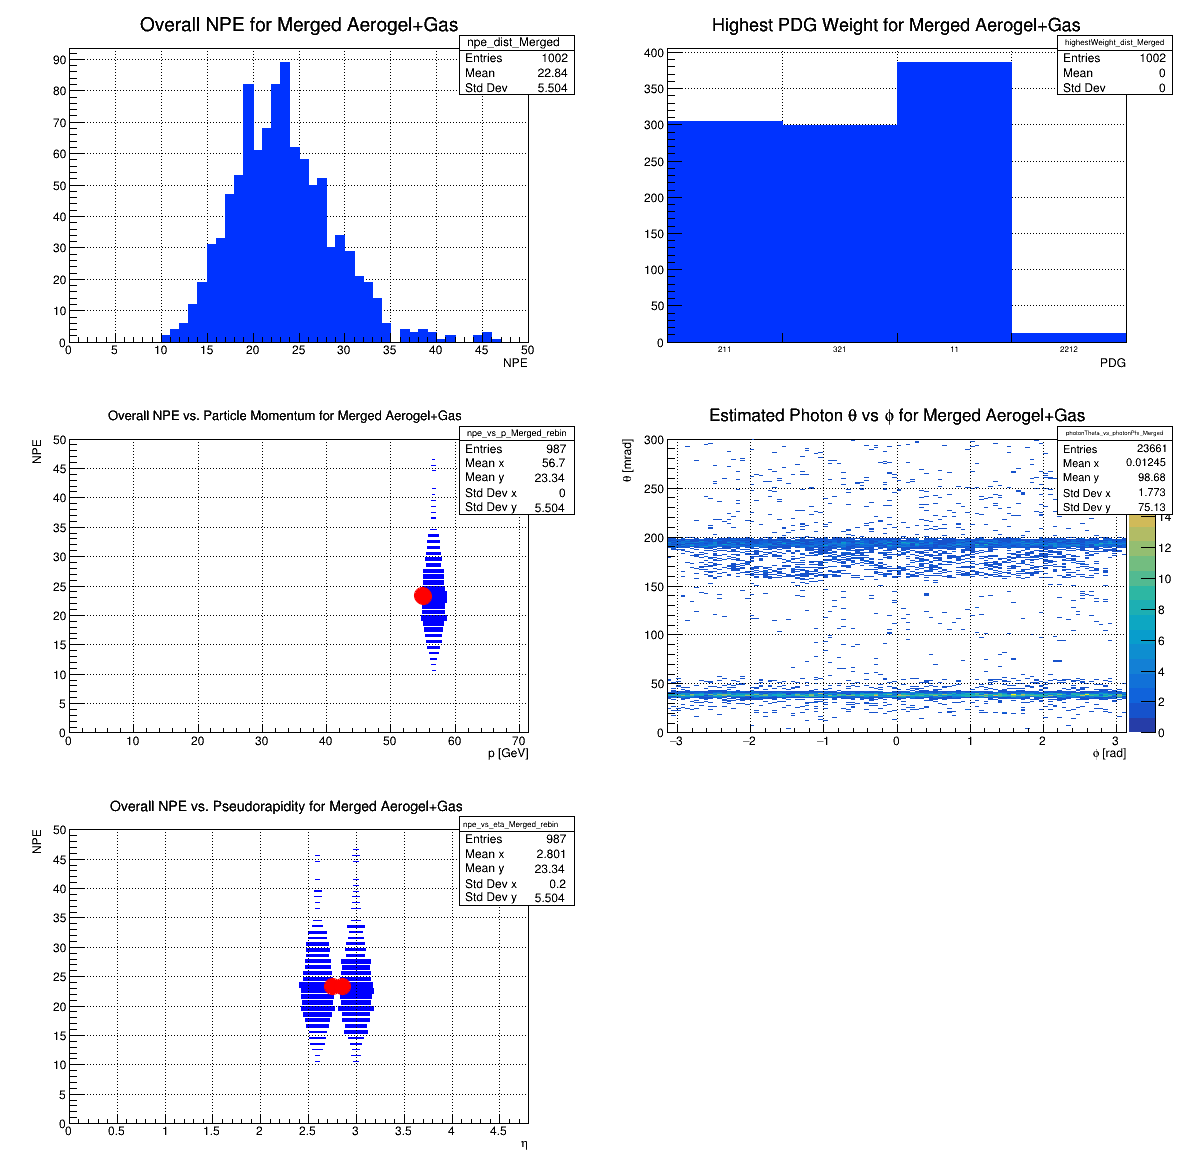 Overall NPE for Merged Aerogel+Gas
npe_dist_Merged
Entries 1002
Mean 22.84
Std Dev 5.504
90
80
70
60
50
40
30
20
10
0
0 5 10 15 20 25 30 35 40 45 50
NPE
Highest PDG Weight for Merged Aerogel+Gas
highestWeight_dist_Merged
Entries 1002
Mean 0
Std Dev 0
400
350
300
250
200
150
100
50
0
211 321 11 2212
PDG
Overall NPE vs. Particle Momentum for Merged Aerogel+Gas
npe_vs_p_Merged_rebin
Entries 987
Mean x 56.7
Mean y 23.34
Std Dev x 0
Std Dev y 5.504
NPE
50
45
40
35
30
25
20
15
10
5
0
0 10 20 30 40 50 60 70
p [GeV]
Estimated Photon θ vs ϕ for Merged Aerogel+Gas
photonTheta_vs_photonPhi_Merged
Entries 23661
Mean x 0.01245
Mean y 98.68
Std Dev x 1.773
Std Dev y 75.13
θ [mrad]
300
250
200
150
100
50
0
−3 −2 −1 0 1 2 3
ϕ [rad]
14
12
10
8
6
4
2
0
Overall NPE vs. Pseudorapidity for Merged Aerogel+Gas
npe_vs_eta_Merged_rebin
Entries 987
Mean x 2.801
Mean y 23.34
Std Dev x 0.2
Std Dev y 5.504
NPE
50
45
40
35
30
25
20
15
10
5
0
0 0.5 1 1.5 2 2.5 3 3.5 4 4.5
η